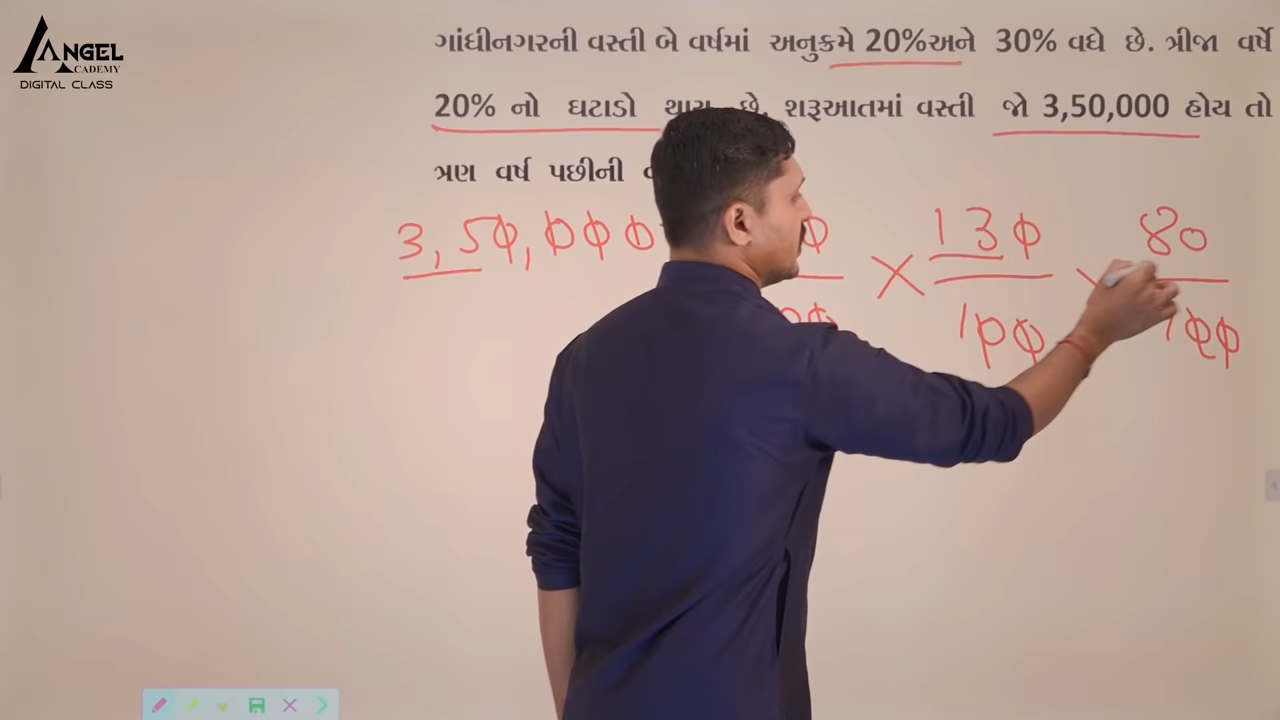 ANGEL
ACADEMY
DIGITAL CLASS
ગાંધીનગરની વસ્તી બે વર્ષમાં અનુક્રમે 20%અને 30% વધે છે. ત્રીજા વર્ષે
20% નો ઘટાડો થાય છે. શરૂઆતમાં વસ્તી જો 3,50,000 હોય તો
ત્રણ વર્ષ પછીની
3,50,000 × 130 80
100 100